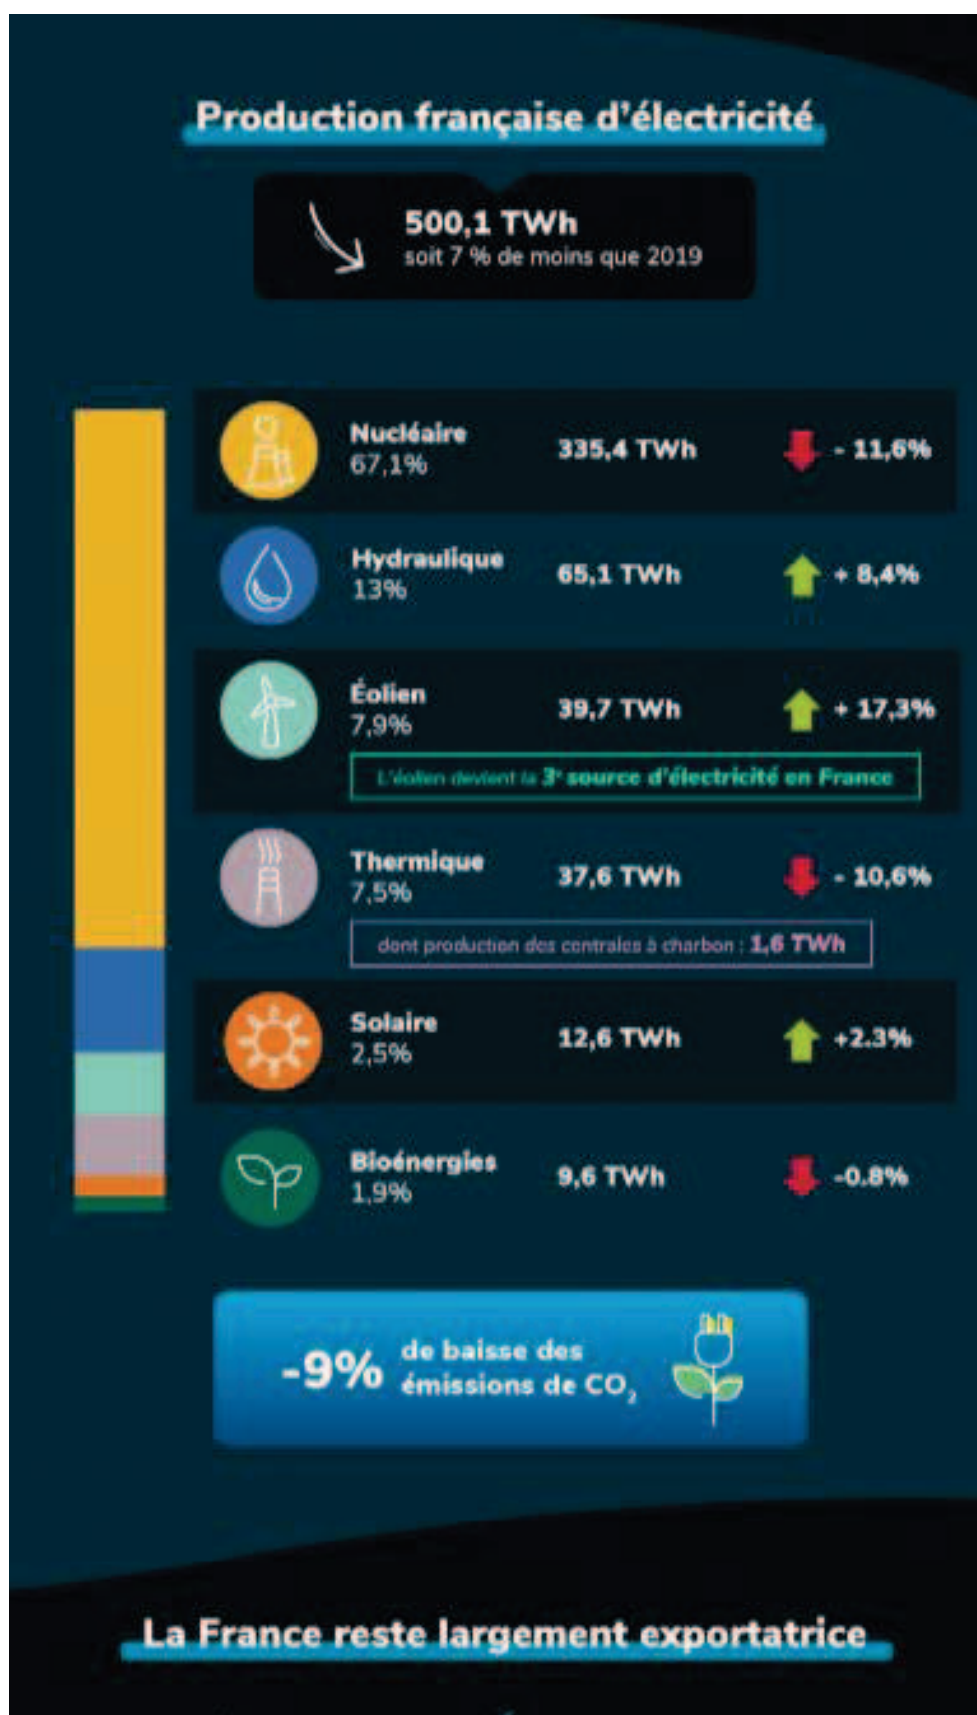 Production française d'électricité
500,1 TWh
soit 7 % de moins que 2019
Nucléaire
67,1%
335,4 TWh
- 11,6%
Hydraulique
13%
65,1 TWh
+ 8,4%
Éolien
7,9%
39,7 TWh
+ 17,3%
L'éolien devient la 3e source d'électricité en France
Thermique
7,5%
37,6 TWh
- 10,6%
dont production des centrales à charbon : 1,6 TWh
Solaire
2,5%
12,6 TWh
+2.3%
Bioénergies
1,9%
9,6 TWh
-0.8%
-9% de baisse des
émissions de CO2
La France reste largement exportatrice